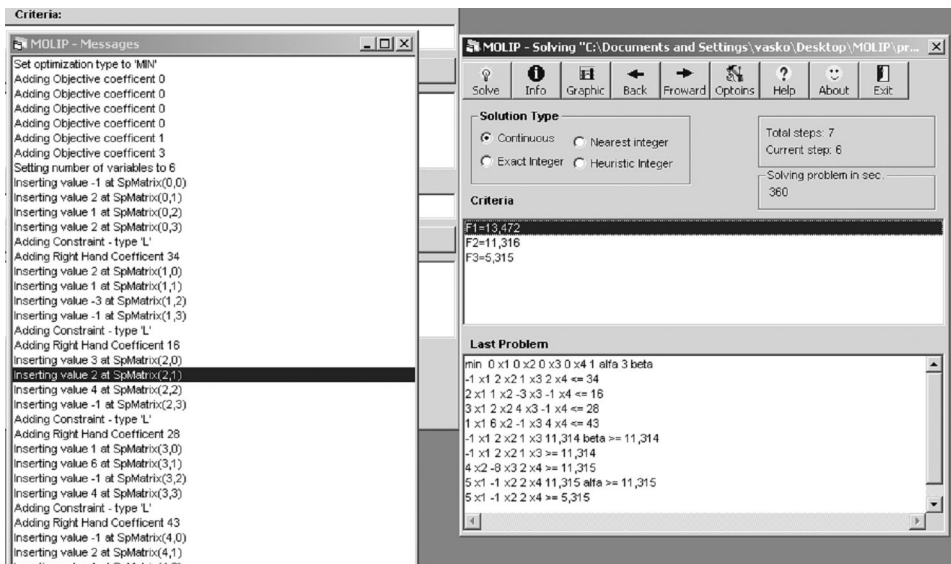 Criteria:
MOLIP - Messages
Set optimization type to 'MIN'
Adding Objective coefficent 0
Adding Objective coefficent 0
Adding Objective coefficent 0
Adding Objective coefficent 0
Adding Objective coefficent 1
Adding Objective coefficent 3
Setting number of variables to 6
Inserting value -1 at SpMatrix(0,0)
Inserting value 2 at SpMatrix(0,1)
Inserting value 1 at SpMatrix(0,2)
Inserting value 2 at SpMatrix(0,3)
Adding Constraint - type 'L'
Adding Right Hand Coefficent 34
Inserting value 2 at SpMatrix(1,0)
Inserting value 1 at SpMatrix(1,1)
Inserting value -3 at SpMatrix(1,2)
Inserting value -1 at SpMatrix(1,3)
Adding Constraint - type 'L'
Adding Right Hand Coefficent 16
Inserting value 3 at SpMatrix(2,0)
Inserting value 2 at SpMatrix(2,1)
Inserting value 4 at SpMatrix(2,2)
Inserting value -1 at SpMatrix(2,3)
Adding Constraint - type 'L'
Adding Right Hand Coefficent 28
Inserting value 1 at SpMatrix(3,0)
Inserting value 6 at SpMatrix(3,1)
Inserting value -1 at SpMatrix(3,2)
Inserting value 4 at SpMatrix(3,3)
Adding Constraint - type 'L'
Adding Right Hand Coefficent 43
Inserting value -1 at SpMatrix(4,0)
Inserting value 2 at SpMatrix(4,1)
MOLIP - Solving "C:\Documents and Settings\vasko\Desktop\MOLIP\pr...
Solve Info Graphic Back Froward Optoins Help About Exit
Solution Type
Continuous Nearest integer
Exact Integer Heuristic Integer
Total steps: 7
Current step: 6
Solving problem in sec.
360
Criteria
F1=13,472
F2=11,316
F3=5,315
Last Problem
min 0 x1 0 x2 0 x3 0 x4 1 alfa 3 beta
-1 x1 2 x2 1 x3 2 x4 <= 34
2 x1 1 x2 -3 x3 -1 x4 <= 16
3 x1 2 x2 4 x3 -1 x4 <= 28
1 x1 6 x2 -1 x3 4 x4 <= 43
-1 x1 2 x2 1 x3 11,314 beta >= 11,314
-1 x1 2 x2 1 x3 >= 11,314
4 x2 -8 x3 2 x4 >= 11,315
5 x1 -1 x2 2 x4 11,315 alfa >= 11,315
5 x1 -1 x2 2 x4 >= 5,315